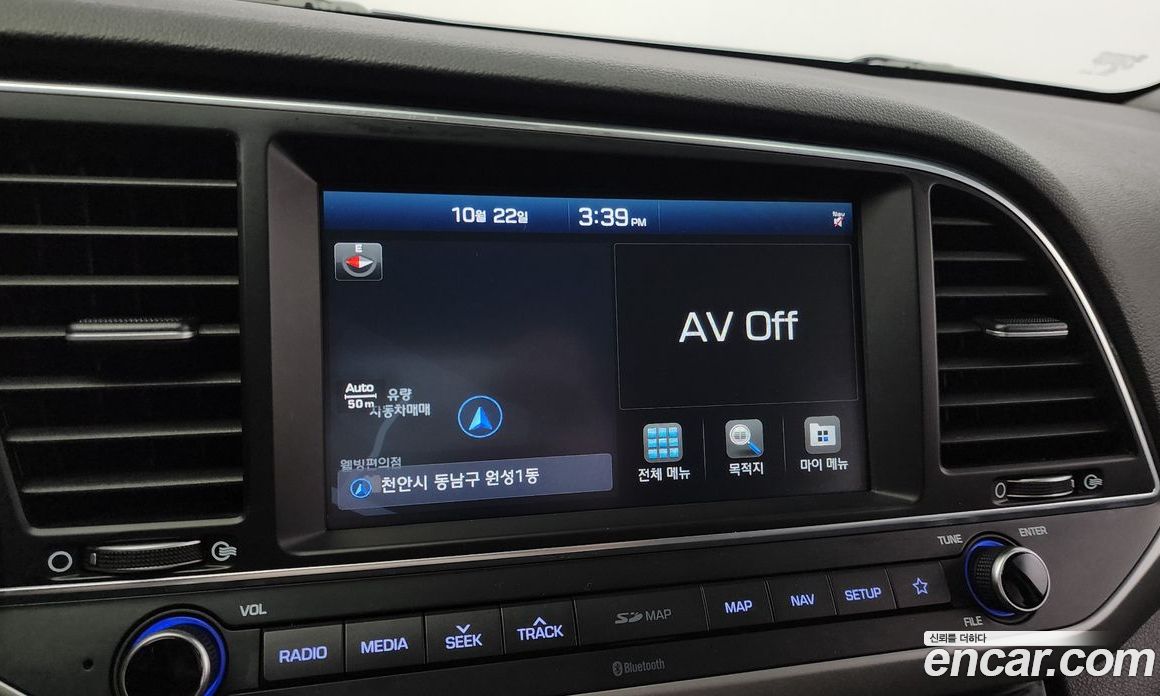 10월 22일
3:39 PM
Nav
E
AV Off
Auto
50m
유량
자동차매매
웰빙편의점
천안시 동남구 원성1동
전체 메뉴
목적지
마이 메뉴
VOL
TUNE
ENTER
RADIO
MEDIA
SEEK
TRACK
SD MAP
MAP
NAV
SETUP
FILE
Bluetooth
신뢰를 더하다
encar.com